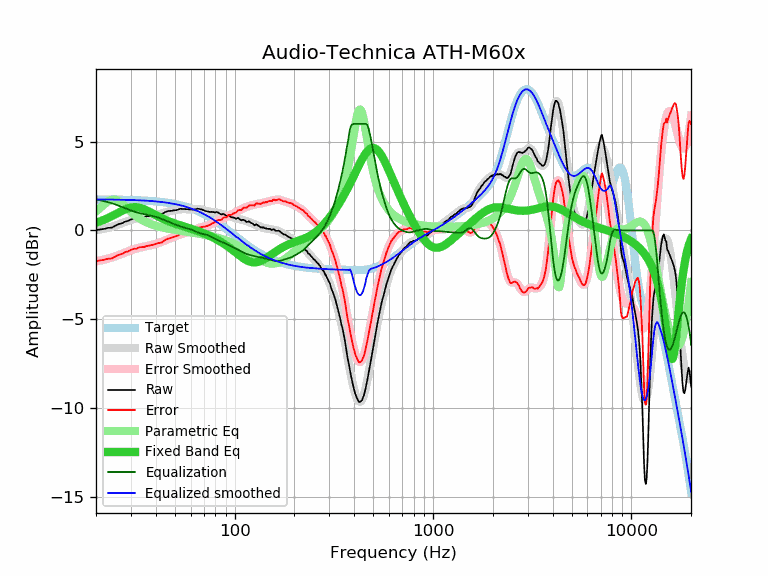 Audio-Technica ATH-M60x
Amplitude (dBr)
5
0
−5
−10
−15
Target
Raw Smoothed
Error Smoothed
Raw
Error
Parametric Eq
Fixed Band Eq
Equalization
Equalized smoothed
100
1000
10000
Frequency (Hz)